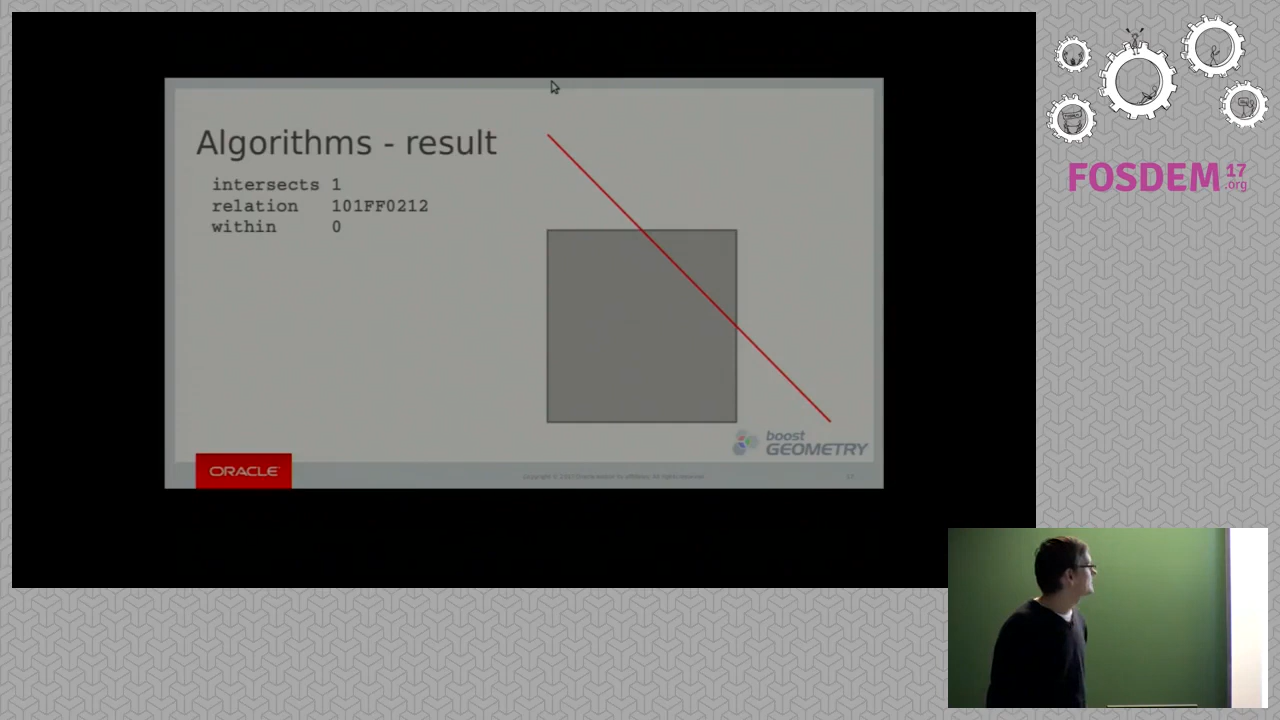 Algorithms - result
intersects 1
relation 101FF0212
within 0
boost
GEOMETRY
ORACLE
FOSDEM 17
.org